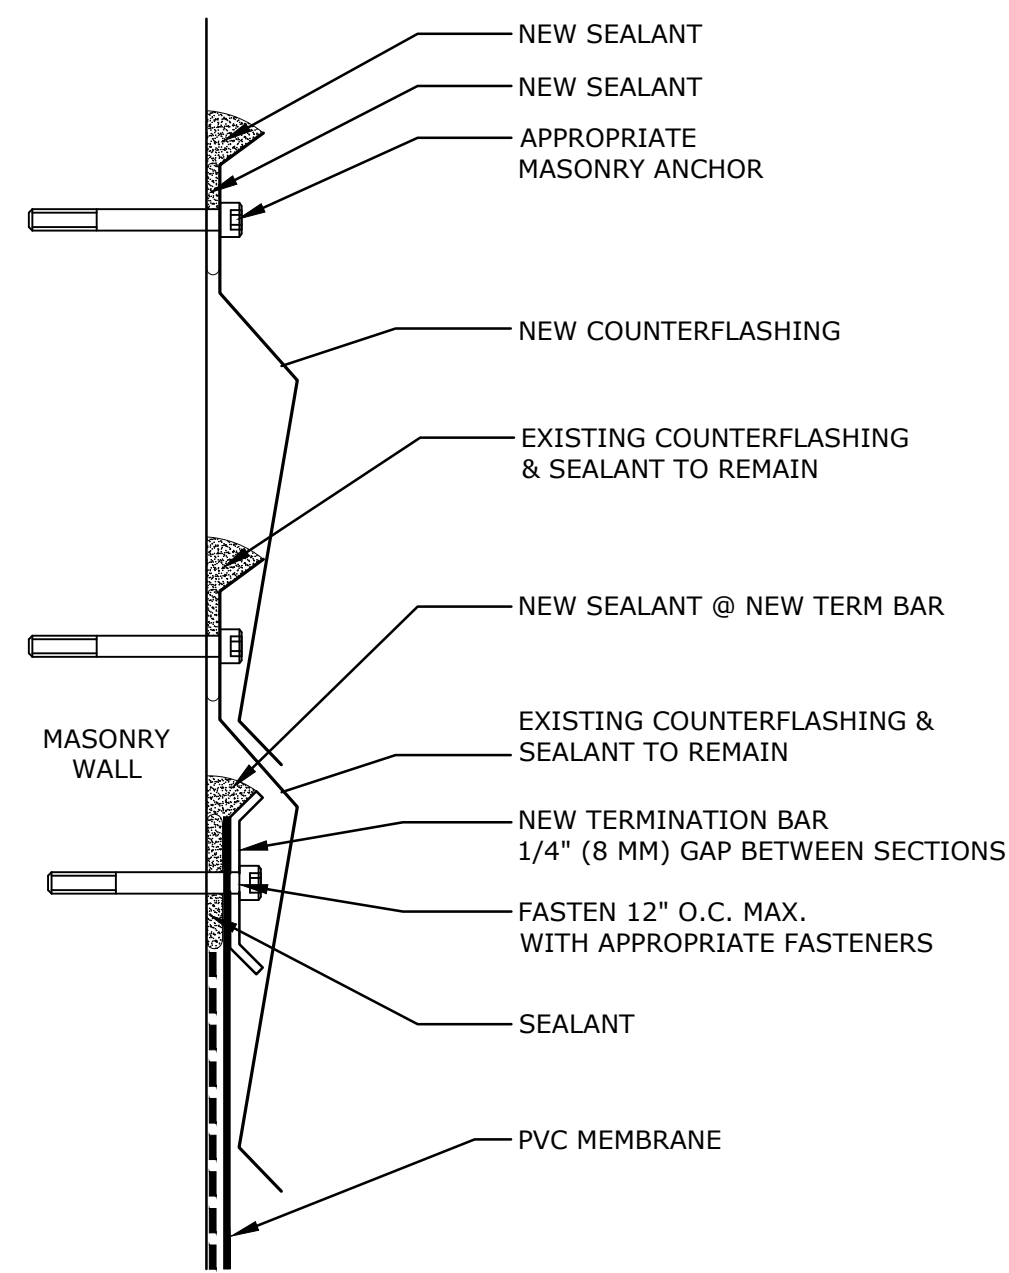 NEW SEALANT
NEW SEALANT
APPROPRIATE
MASONRY ANCHOR
NEW COUNTERFLASHING
EXISTING COUNTERFLASHING
& SEALANT TO REMAIN
NEW SEALANT @ NEW TERM BAR
EXISTING COUNTERFLASHING &
SEALANT TO REMAIN
MASONRY
WALL
NEW TERMINATION BAR
1/4" (8 MM) GAP BETWEEN SECTIONS
FASTEN 12" O.C. MAX.
WITH APPROPRIATE FASTENERS
SEALANT
PVC MEMBRANE